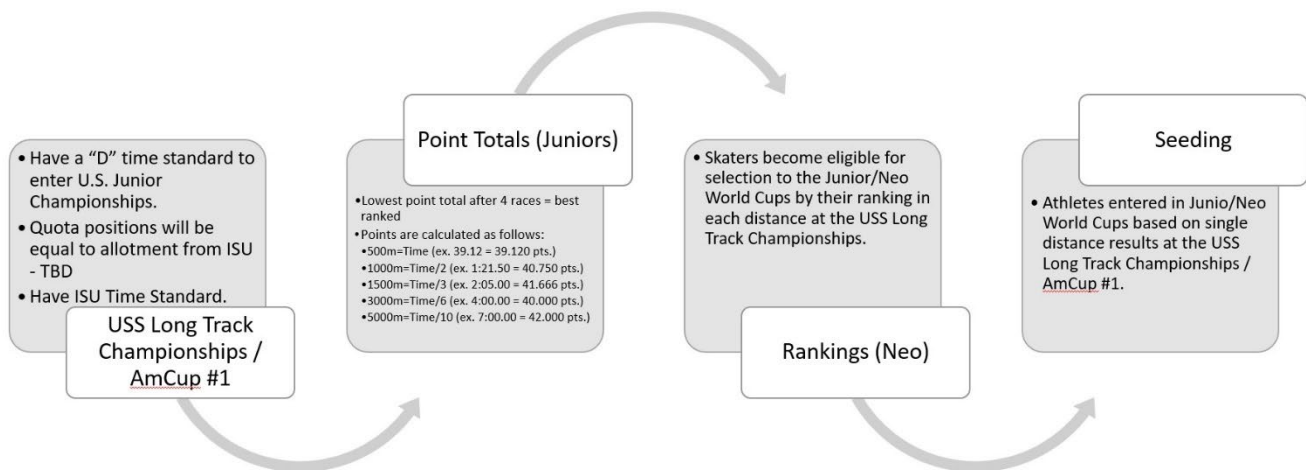 • Have a “D” time standard to
enter U.S. Junior
Championships.
• Quota positions will be
equal to allotment from ISU
- TBD
• Have ISU Time Standard.
USS Long Track
Championships /
AmCup #1
Point Totals (Juniors)
•Lowest point total after 4 races = best
ranked
•Points are calculated as follows:
•500m=Time (ex. 39.12 = 39.120 pts.)
•1000m=Time/2 (ex. 1:21.50 = 40.750 pts.)
•1500m=Time/3 (ex. 2:05.00 = 41.666 pts.)
•3000m=Time/6 (ex. 4:00.00 = 40.000 pts.)
•5000m=Time/10 (ex. 7:00.00 = 42.000 pts.)
• Skaters become eligible for
selection to the Junior/Neo
World Cups by their ranking in
each distance at the USS Long
Track Championships.
Rankings (Neo)
Seeding
• Athletes entered in Junio/Neo
World Cups based on single
distance results at the USS
Long Track Championships /
AmCup #1.